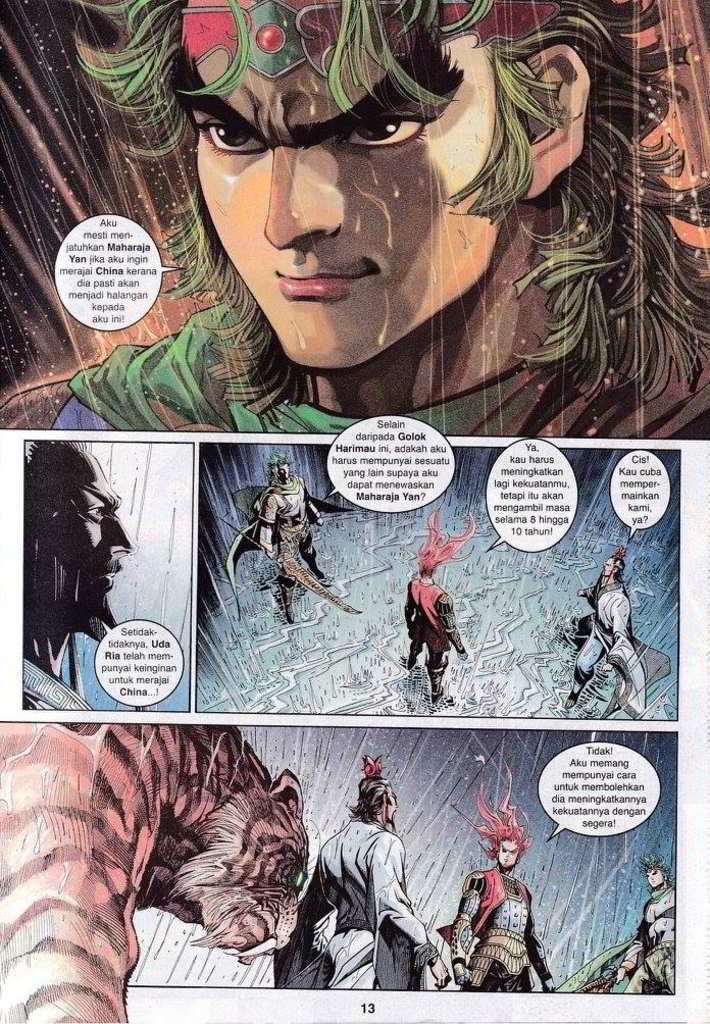 Aku
mesti men-
jatuhkan Maharaja
Yan jika aku ingin
merajai China kerana
dia pasti akan
menjadi halangan
kepada
aku ini!
Setidak-
tidaknya, Uda
Ria telah mem-
punyai keinginan
untuk merajai
China...!
Selain
daripada Golok
Harimau ini, adakah aku
harus mempunyai sesuatu
yang lain supaya aku
dapat menewaskan
Maharaja Yan?
Ya,
kau harus
meningkatkan
lagi kekuatanmu,
tetapi itu akan
mengambil masa
selama 8 hingga
10 tahun!
Cis!
Kau cuba
memper-
mainkan
kami,
ya?
Tidak!
Aku memang
mempunyai cara
untuk membolehkan
dia meningkatkannya
kekuatannya dengan
segera!
13